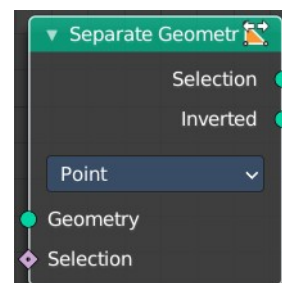 Separate Geometr
Selection
Inverted
Point
Geometry
Selection